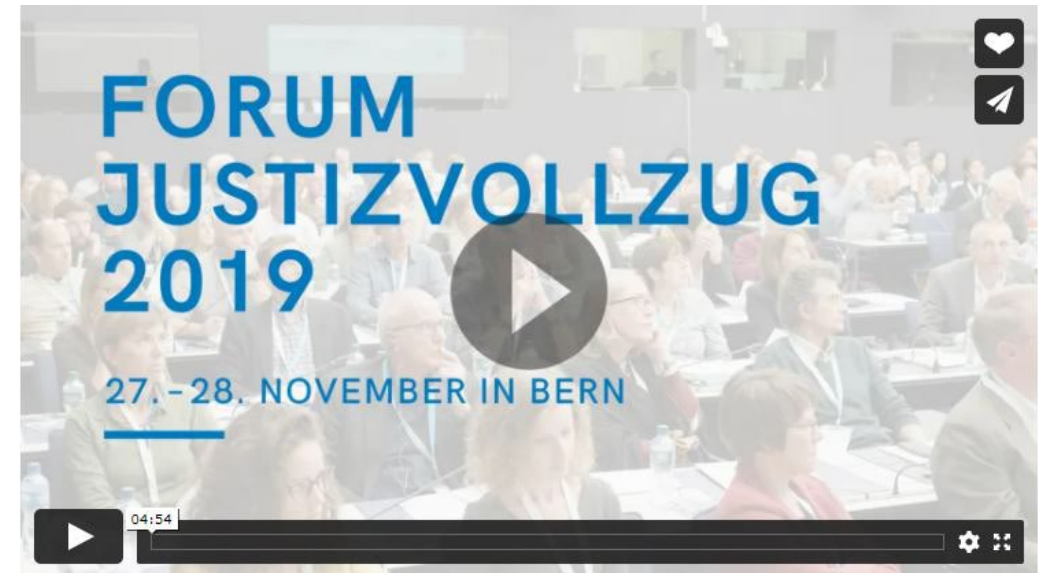 FORUM
JUSTIZVOLLZUG
2019
27.–28. NOVEMBER IN BERN
04:54